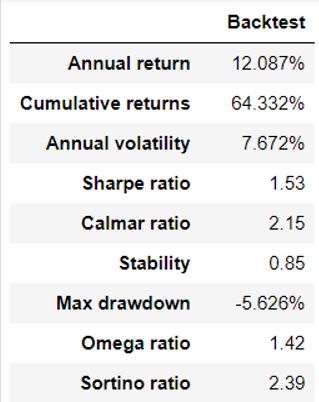 Backtest
Annual return 12.087%
Cumulative returns 64.332%
Annual volatility 7.672%
Sharpe ratio 1.53
Calmar ratio 2.15
Stability 0.85
Max drawdown -5.626%
Omega ratio 1.42
Sortino ratio 2.39